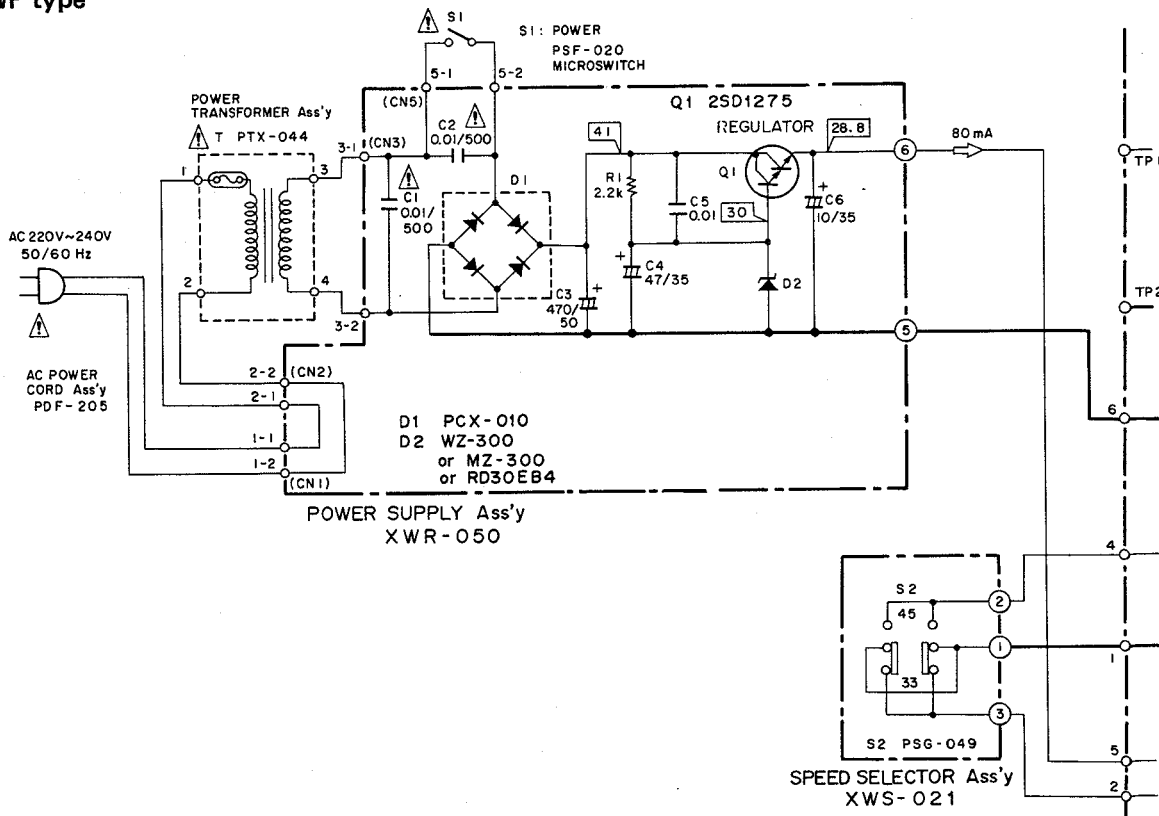 WF type
S1
S1: POWER
PSF-020
MICROSWITCH
5-1
5-2
(CN5)
POWER
TRANSFORMER Ass'y
T PTX-044
3-1
(CN3)
C2
0.01/500
Q1 2SD1275
REGULATOR
41
28.8
6
80mA
TP1
1
3
C1
0.01/
500
D1
R1
2.2k
C5
0.01
Q1
30
+
C6
10/35
AC 220V~240V
50/60 Hz
2
4
3-2
+
C3
470/
50
+
C4
47/35
D2
TP2
5
AC POWER
CORD Ass'y
PDF-205
2-2
(CN2)
2-1
1-1
1-2
(CN1)
D1 PCX-010
D2 WZ-300
or MZ-300
or RD30EB4
6
POWER SUPPLY Ass'y
XWR-050
4
S2
45
2
1
1
33
3
S2 PSG-049
5
SPEED SELECTOR Ass'y
XWS-021
2